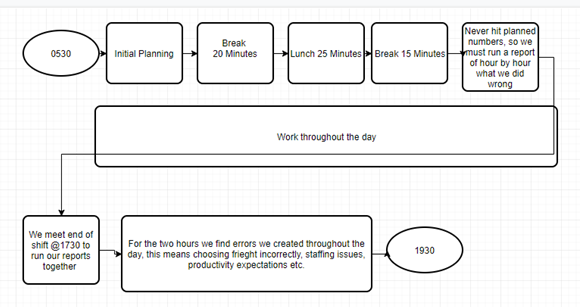 0530
Initial Planning
Break
20 Minutes
Lunch 25 Minutes
Break 15 Minutes
Never hit planned
numbers, so we
must run a report
of hour by hour
what we did
wrong
Work throughout the day
We meet end of
shift @1730 to
run our reports
together
For the two hours we find errors we created throughout the
day, this means choosing frieght incorrectly, staffing issues,
productivity expectations etc.
1930